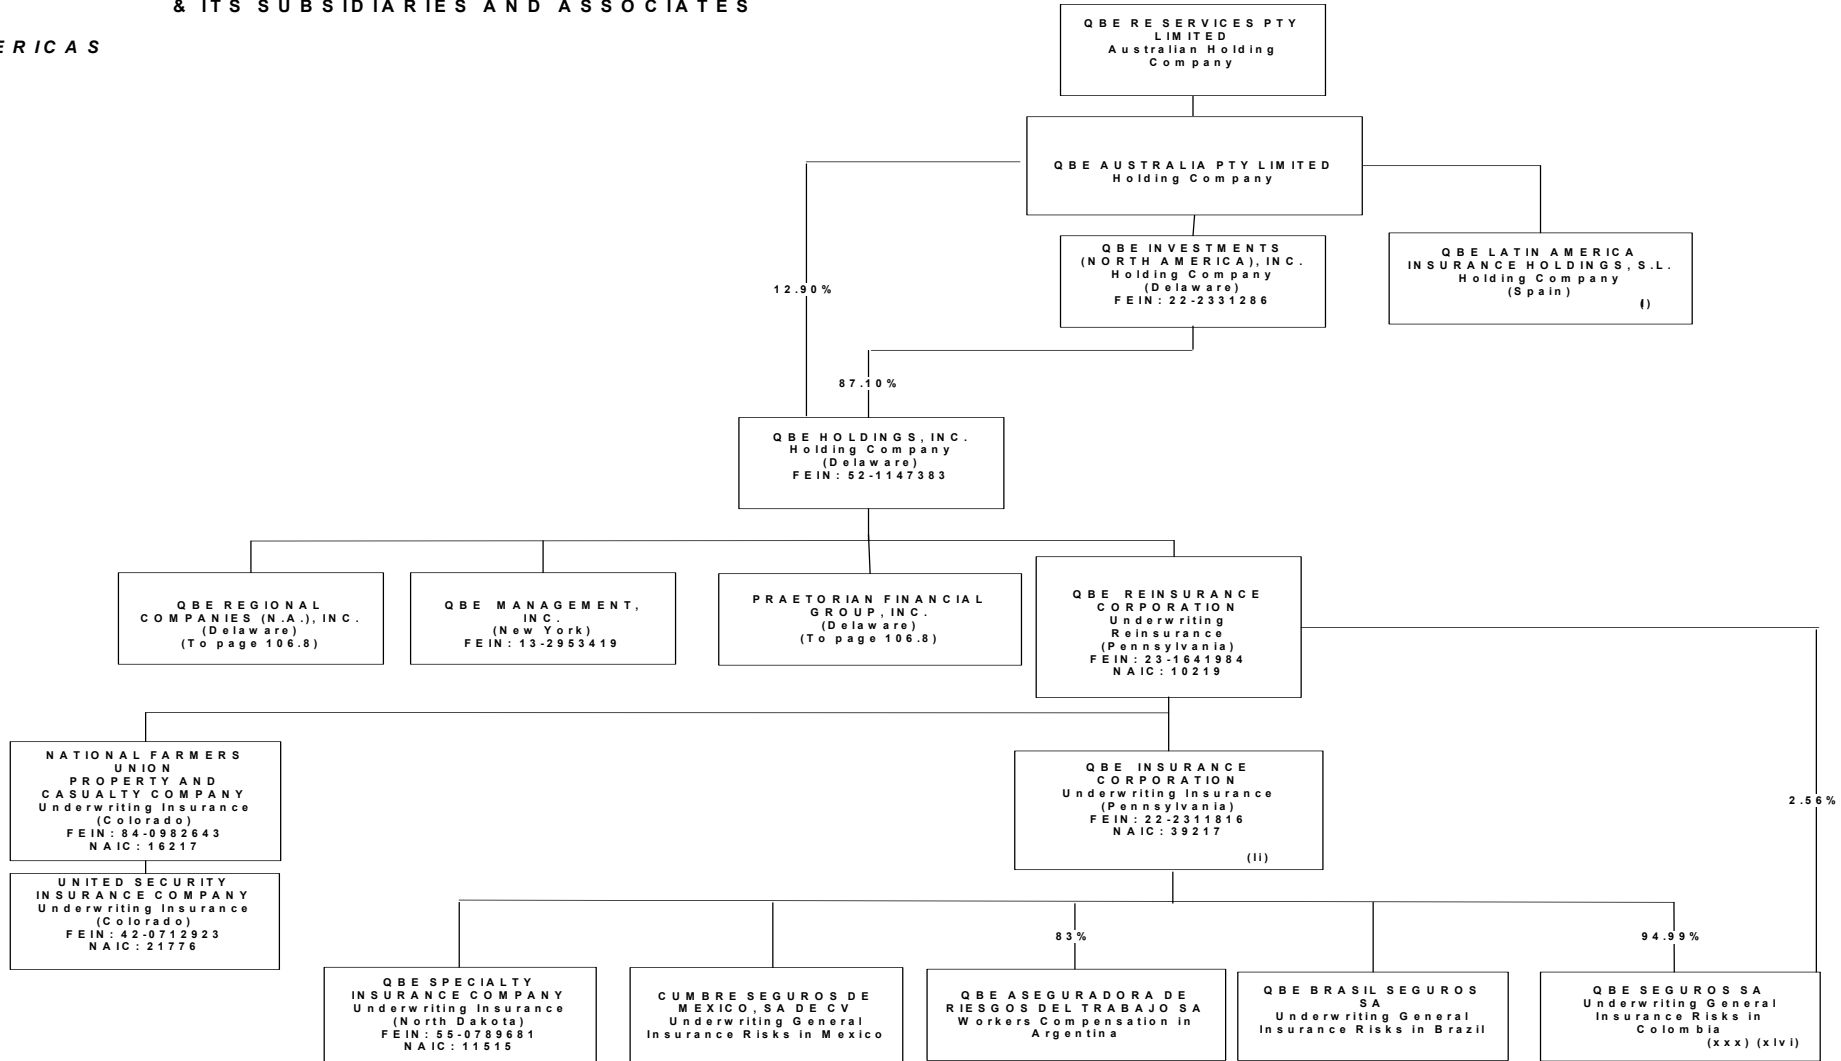 & ITS SUBSIDIARIES AND ASSOCIATES
ERICAS
QBE RE SERVICES PTY
LIMITED
Australian Holding
Company
QBE AUSTRALIA PTY LIMITED
Holding Company
QBE INVESTMENTS
(NORTH AMERICA), INC.
Holding Company
(Delaware)
FEIN: 22-2331286
QBE LATIN AMERICA
INSURANCE HOLDINGS, S.L.
Holding Company
(Spain)
12.90%
87.10%
QBE HOLDINGS, INC.
Holding Company
(Delaware)
FEIN: 52-1147383
QBE REGIONAL
COMPANIES (N.A.), INC.
(Delaware)
(To page 106.8)
QBE MANAGEMENT,
INC.
(New York)
FEIN: 13-2953419
PRAETORIAN FINANCIAL
GROUP, INC.
(Delaware)
(To page 106.8)
QBE REINSURANCE
CORPORATION
Underwriting
Reinsurance
(Pennsylvania)
FEIN: 23-1641984
NAIC: 10219
NATIONAL FARMERS
UNION
PROPERTY AND
CASUALTY COMPANY
Underwriting Insurance
(Colorado)
FEIN: 84-0982643
NAIC: 16217
QBE INSURANCE
CORPORATION
Underwriting Insurance
(Pennsylvania)
FEIN: 22-2311816
NAIC: 39217
(li)
2.56%
UNITED SECURITY
INSURANCE COMPANY
Underwriting Insurance
(Colorado)
FEIN: 42-0712923
NAIC: 21776
83%
94.99%
QBE SPECIALTY
INSURANCE COMPANY
Underwriting Insurance
(North Dakota)
FEIN: 55-0789681
NAIC: 11515
CUMBRE SEGUROS DE
MEXICO, SA DE CV
Underwriting General
Insurance Risks in Mexico
QBE ASEGURADORA DE
RIESGOS DEL TRABAJO SA
Workers Compensation in
Argentina
QBE BRASIL SEGUROS
SA
Underwriting General
Insurance Risks in Brazil
QBE SEGUROS SA
Underwriting General
Insurance Risks in
Colombia
(xxx) (xlvi)